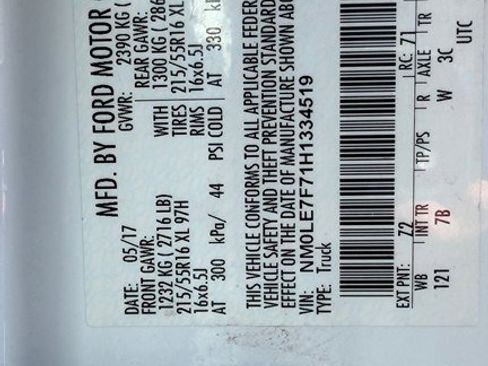 MFD. BY FORD MOTOR
DATE: 05/17 GVWR: 2390 KG (
FRONT GAWR: REAR GAWR:
1232 KG ( 2716 LB) WITH 1300 KG ( 286
215/55R16 XL 97H TIRES 215/55R16 XL
16x6.5J RIMS 16x6.5J
AT 300 kPa/ 44 PSI COLD AT 330 k
THIS VEHICLE CONFORMS TO ALL APPLICABLE FEDER
VEHICLE SAFETY AND THEFT PREVENTION STANDARD
EFFECT ON THE DATE OF MANUFACTURE SHOWN ABO
VIN: NM0LE7F71H1334519
TYPE: Truck
EXT PNT: 72 RC: 71
WB INT TR TP/PS R AXLE TR
121 7B W 3C
UTC